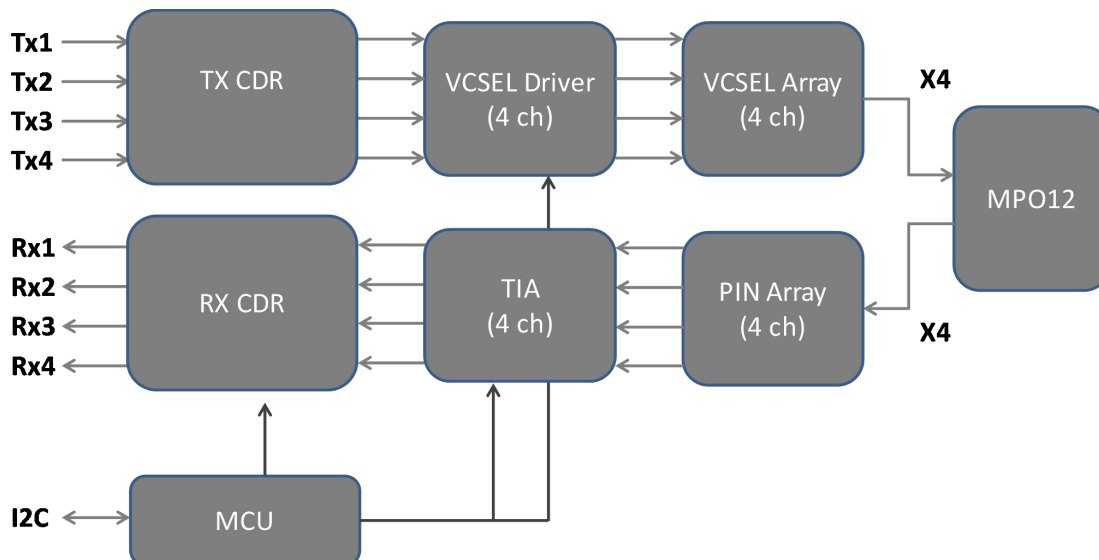 Tx1
Tx2
Tx3
Tx4
TX CDR
VCSEL Driver
(4 ch)
VCSEL Array
(4 ch)
X4
MPO12
Rx1
Rx2
Rx3
Rx4
RX CDR
TIA
(4 ch)
PIN Array
(4 ch)
X4
I2C
MCU